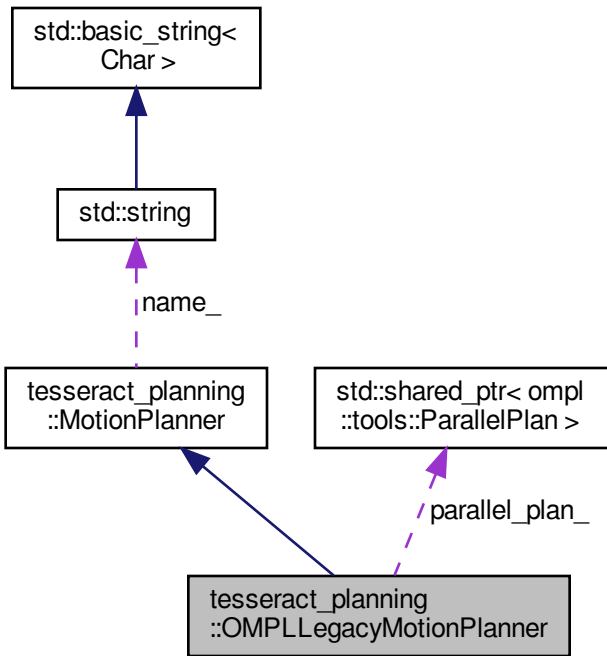 std::basic_string<
Char >
std::string
name_
tesseract_planning
::MotionPlanner
std::shared_ptr< ompl
::tools::ParallelPlan >
parallel_plan_
tesseract_planning
::OMPLLegacyMotionPlanner